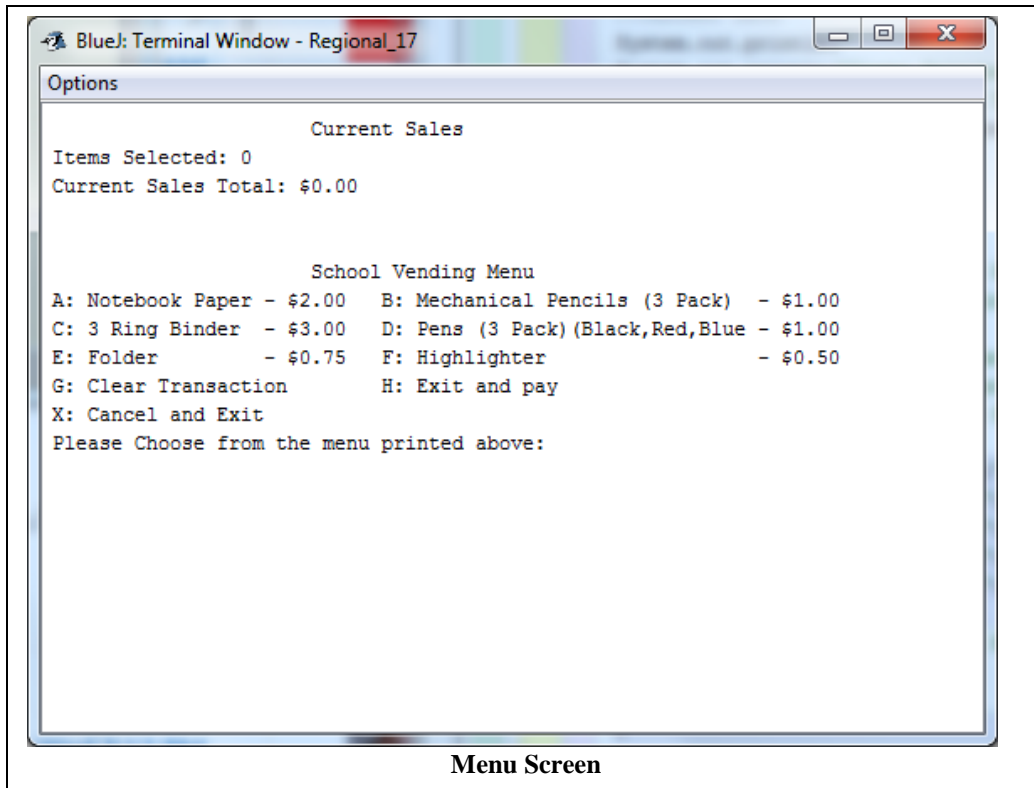 BlueJ: Terminal Window - Regional_17
Options
Current Sales
Items Selected: 0
Current Sales Total: $0.00
School Vending Menu
A: Notebook Paper - $2.00   B: Mechanical Pencils (3 Pack)  - $1.00
C: 3 Ring Binder  - $3.00   D: Pens (3 Pack)(Black,Red,Blue - $1.00
E: Folder         - $0.75   F: Highlighter                  - $0.50
G: Clear Transaction        H: Exit and pay
X: Cancel and Exit
Please Choose from the menu printed above:
Menu Screen